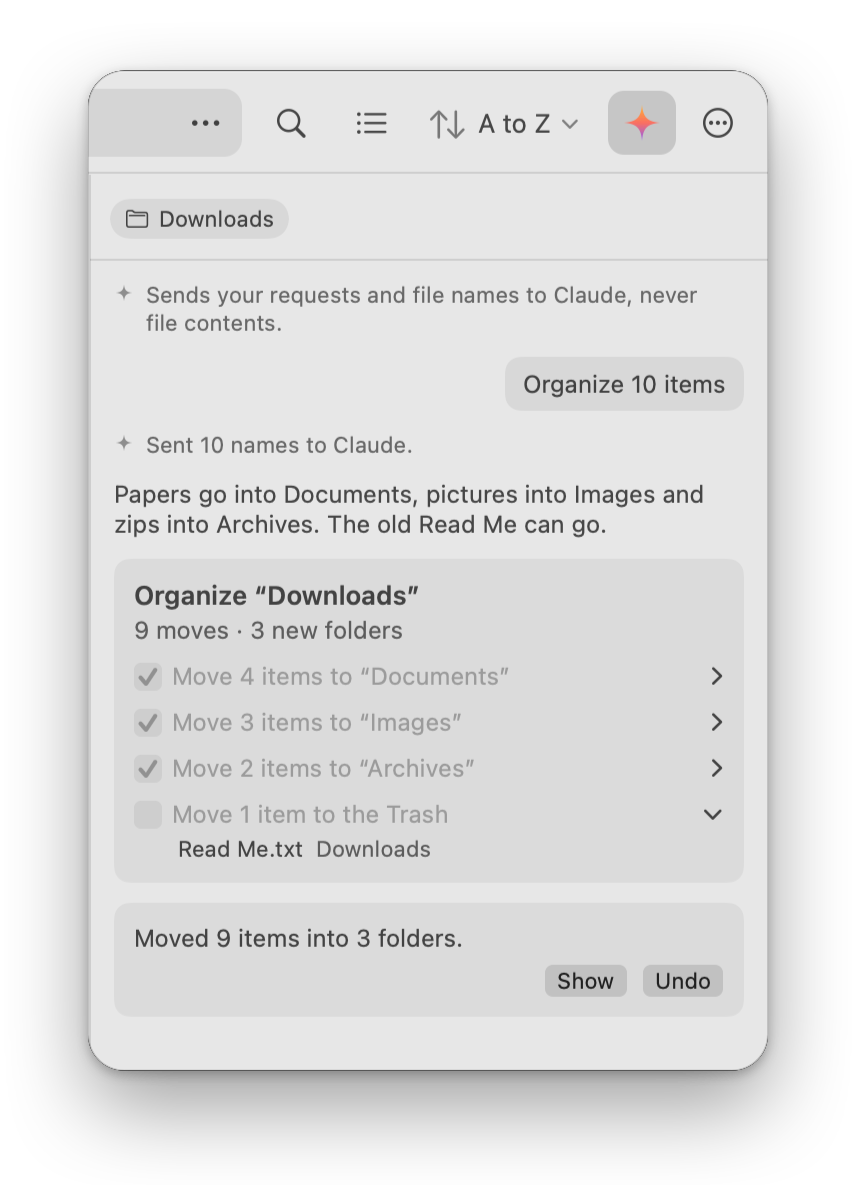 A to Z
Downloads
Sends your requests and file names to Claude, never
file contents.
Organize 10 items
Sent 10 names to Claude.
Papers go into Documents, pictures into Images and
zips into Archives. The old Read Me can go.
Organize “Downloads”
9 moves · 3 new folders
Move 4 items to “Documents”
Move 3 items to “Images”
Move 2 items to “Archives”
Move 1 item to the Trash
Read Me.txt Downloads
Moved 9 items into 3 folders.
Show Undo